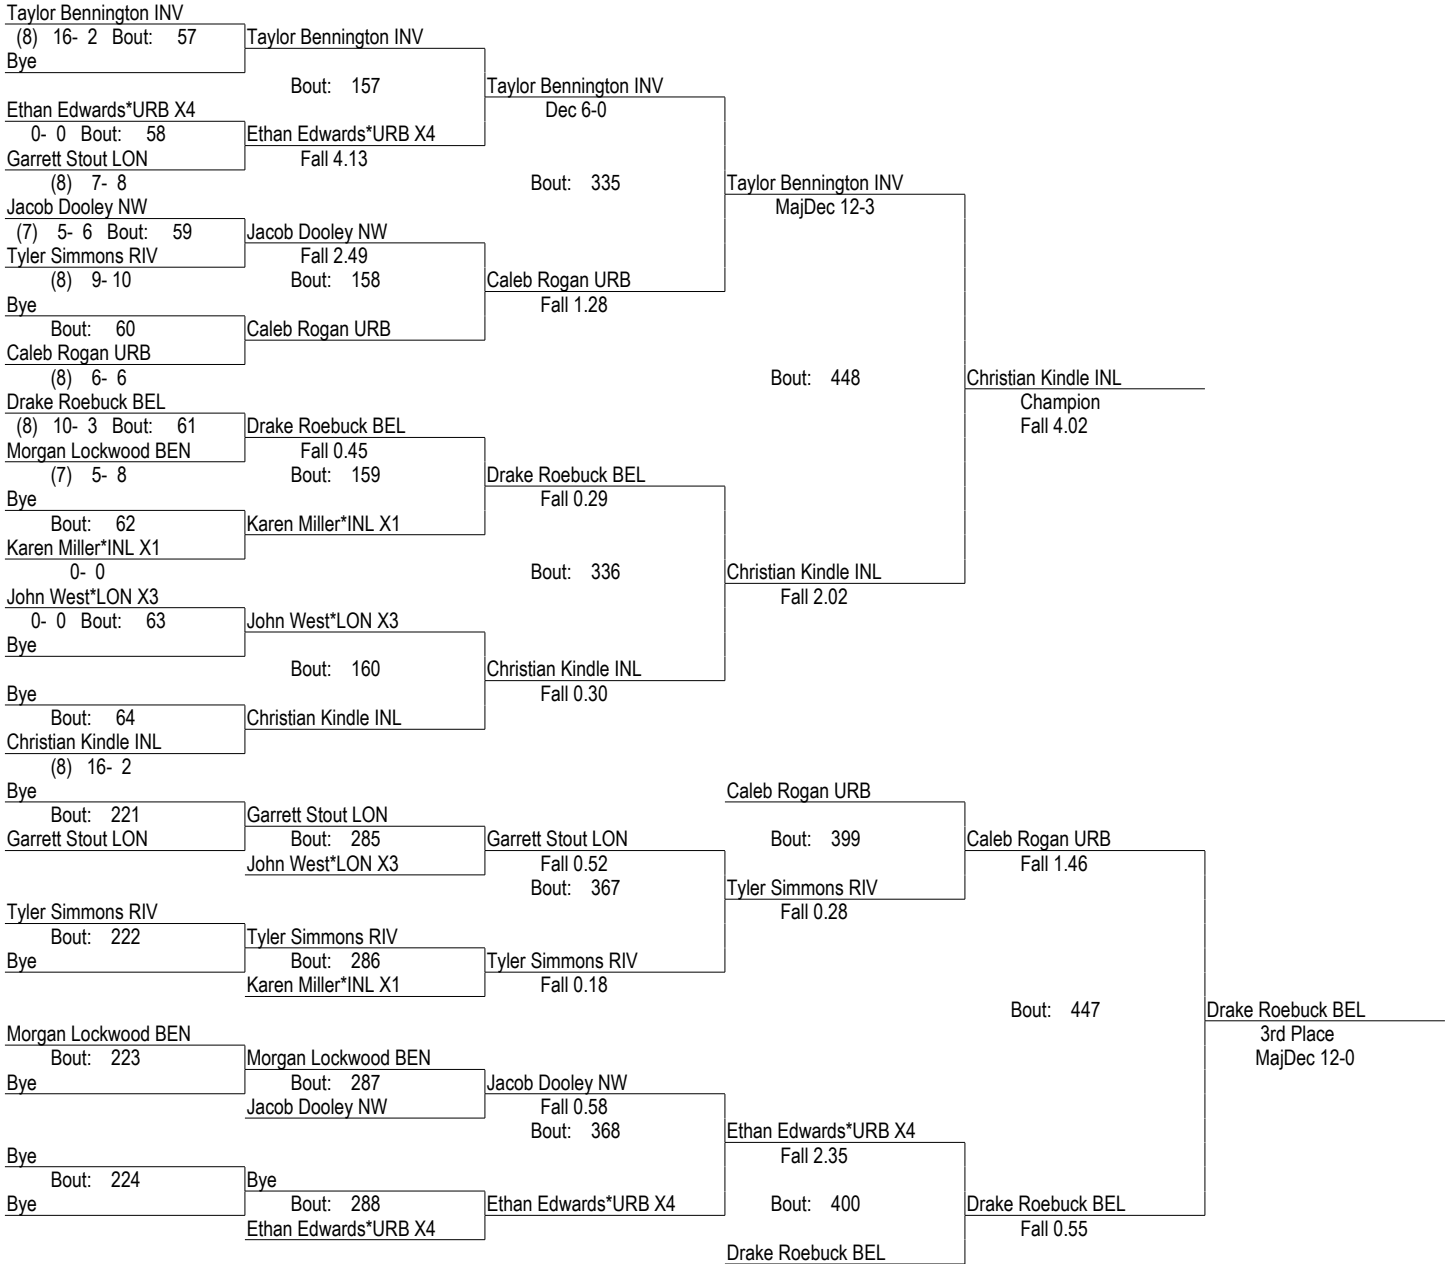 Taylor Bennington INV
(8) 16- 2 Bout: 57 Taylor Bennington INV
Bye
Bout: 157 Taylor Bennington INV
Ethan Edwards*URB X4 Dec 6-0
0- 0 Bout: 58 Ethan Edwards*URB X4
Garrett Stout LON Fall 4.13
(8) 7- 8 Bout: 335 Taylor Bennington INV
Jacob Dooley NW MajDec 12-3
(7) 5- 6 Bout: 59 Jacob Dooley NW
Tyler Simmons RIV Fall 2.49
(8) 9- 10 Bout: 158 Caleb Rogan URB
Bye Fall 1.28
Bout: 60 Caleb Rogan URB
Caleb Rogan URB
(8) 6- 6 Bout: 448 Christian Kindle INL
Drake Roebuck BEL Champion
(8) 10- 3 Bout: 61 Drake Roebuck BEL Fall 4.02
Morgan Lockwood BEN Fall 0.45
(7) 5- 8 Bout: 159 Drake Roebuck BEL
Bye Fall 0.29
Bout: 62 Karen Miller*INL X1
Karen Miller*INL X1
0- 0 Bout: 336 Christian Kindle INL
John West*LON X3 Fall 2.02
0- 0 Bout: 63 John West*LON X3
Bye
Bout: 160 Christian Kindle INL
Bye Fall 0.30
Bout: 64 Christian Kindle INL
Christian Kindle INL
(8) 16- 2
Bye Caleb Rogan URB
Bout: 221 Garrett Stout LON
Garrett Stout LON Bout: 285 Garrett Stout LON Bout: 399 Caleb Rogan URB
John West*LON X3 Fall 0.52 Fall 1.46
Bout: 367 Tyler Simmons RIV
Tyler Simmons RIV Fall 0.28
Bout: 222 Tyler Simmons RIV
Bye Bout: 286 Tyler Simmons RIV
Karen Miller*INL X1 Fall 0.18
Bout: 447 Drake Roebuck BEL
Morgan Lockwood BEN 3rd Place
Bout: 223 Morgan Lockwood BEN MajDec 12-0
Bye Bout: 287 Jacob Dooley NW
Jacob Dooley NW Fall 0.58
Bout: 368 Ethan Edwards*URB X4
Bye Fall 2.35
Bout: 224 Bye
Bye Bout: 288 Ethan Edwards*URB X4 Bout: 400 Drake Roebuck BEL
Ethan Edwards*URB X4 Fall 0.55
Drake Roebuck BEL